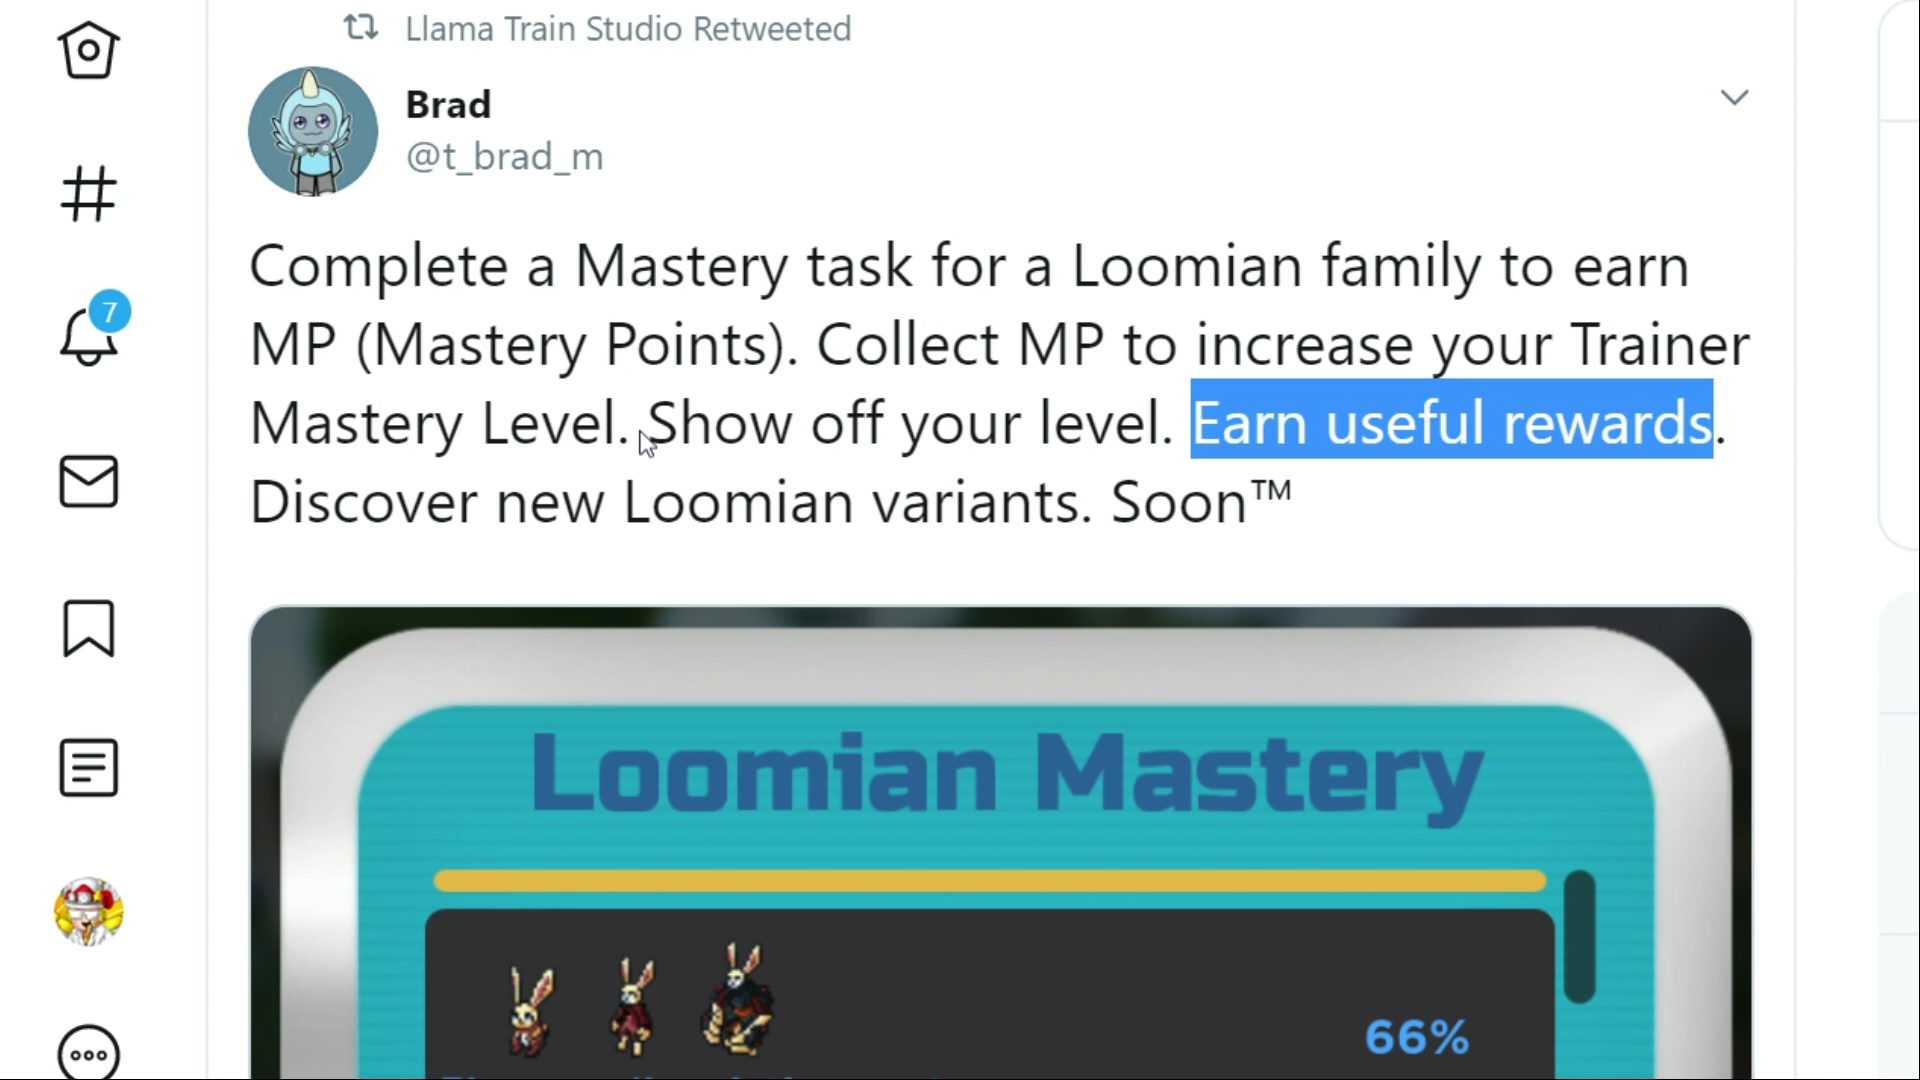 Llama Train Studio Retweeted
Brad
@t_brad_m
7
Complete a Mastery task for a Loomian family to earn
MP (Mastery Points). Collect MP to increase your Trainer
Mastery Level. Show off your level. Earn useful rewards.
Discover new Loomian variants. Soon™
Loomian Mastery
66%